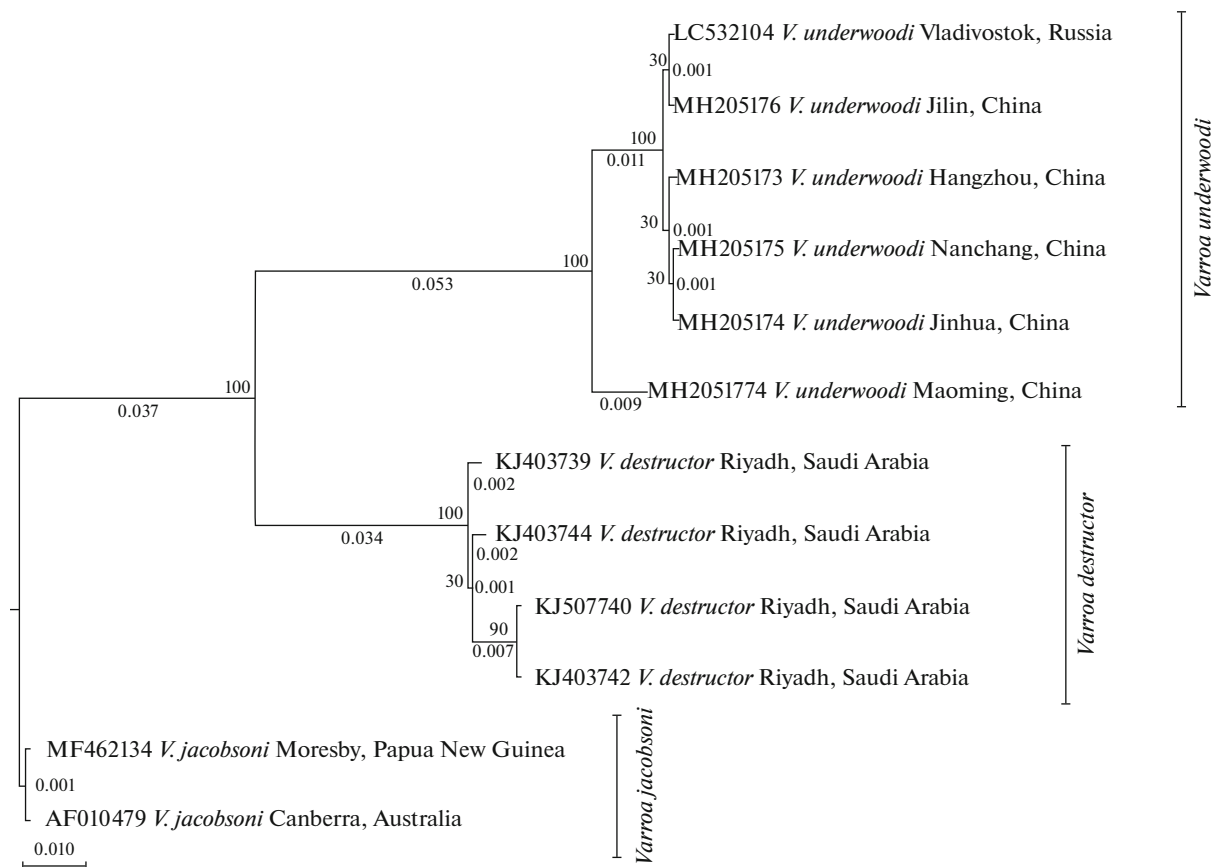 LC532104 V. underwoodi Vladivostok, Russia
30
0.001
MH205176 V. underwoodi Jilin, China
100
0.011
MH205173 V. underwoodi Hangzhou, China
30
0.001
MH205175 V. underwoodi Nanchang, China
30
0.001
MH205174 V. underwoodi Jinhua, China
100
0.053
MH2051774 V. underwoodi Maoming, China
0.009
Varroa underwoodi
100
0.037
KJ403739 V. destructor Riyadh, Saudi Arabia
0.002
100
0.034
KJ403744 V. destructor Riyadh, Saudi Arabia
0.002
30
0.001
KJ507740 V. destructor Riyadh, Saudi Arabia
90
0.007
KJ403742 V. destructor Riyadh, Saudi Arabia
Varroa destructor
MF462134 V. jacobsoni Moresby, Papua New Guinea
0.001
AF010479 V. jacobsoni Canberra, Australia
Varroa jacobsoni
0.010